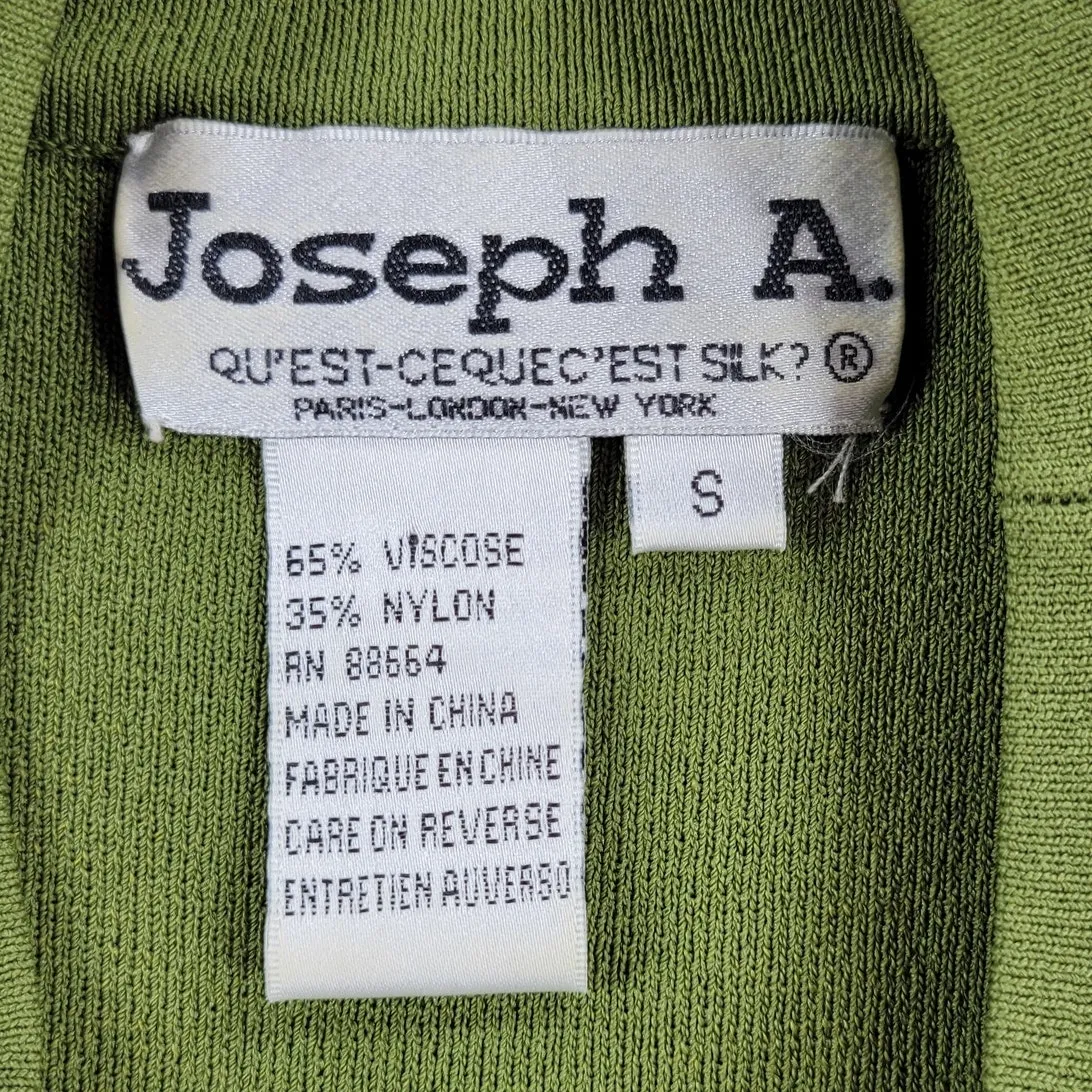 Joseph A.
QU'EST-CEQUEC'EST SILK? ®
PARIS-LONDON-NEW YORK
S
65% VISCOSE
35% NYLON
RN 88664
MADE IN CHINA
FABRIQUE EN CHINE
CARE ON REVERSE
ENTRETIEN AUVERSO